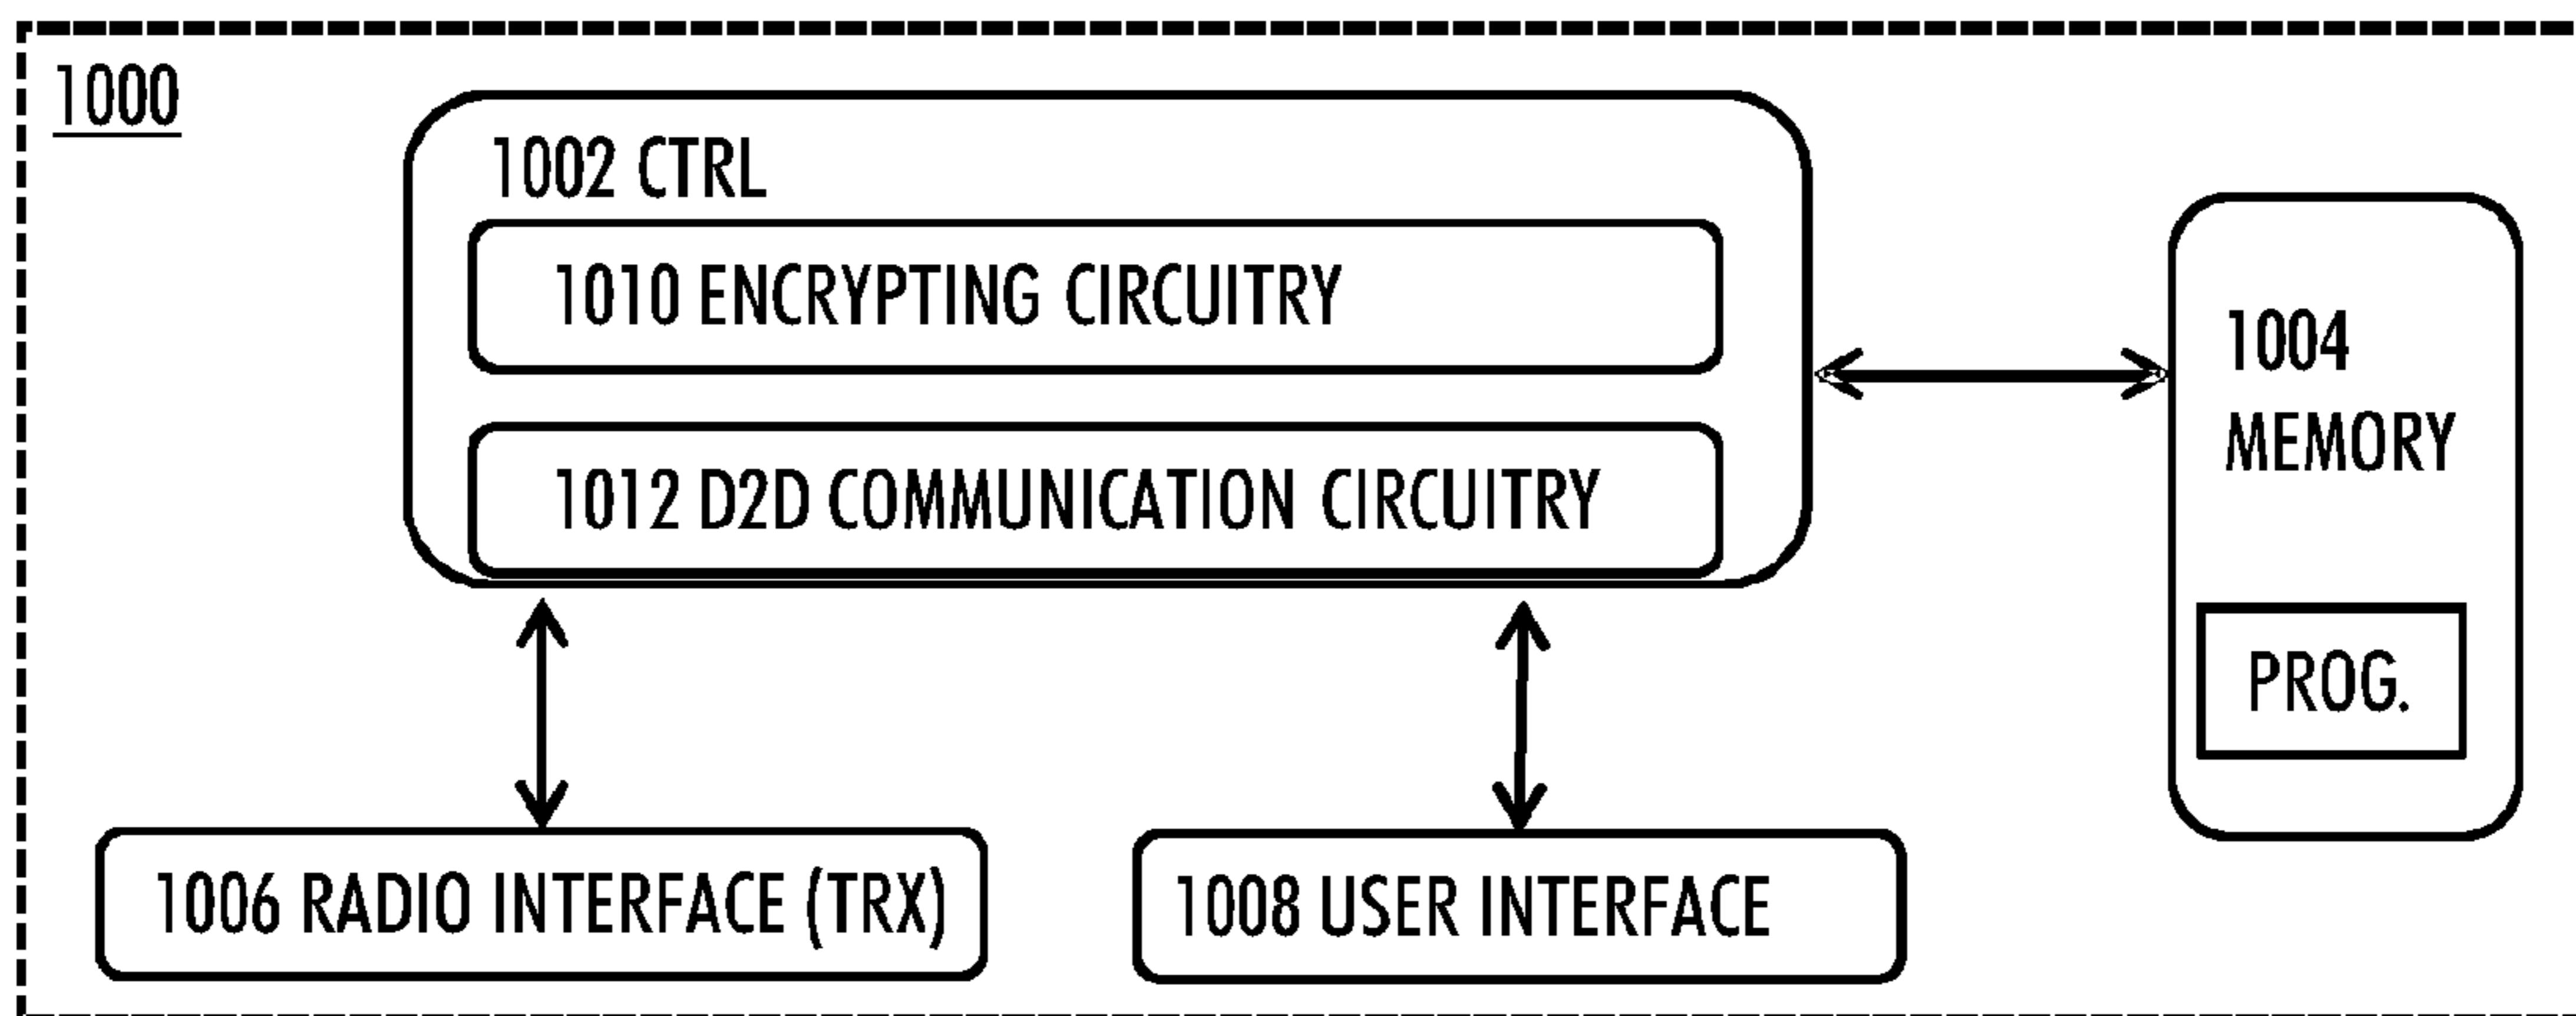 1000
1002 CTRL
1010 ENCRYPTING CIRCUITRY
1012 D2D COMMUNICATION CIRCUITRY
1004
MEMORY
PROG.
1006 RADIO INTERFACE (TRX)
1008 USER INTERFACE